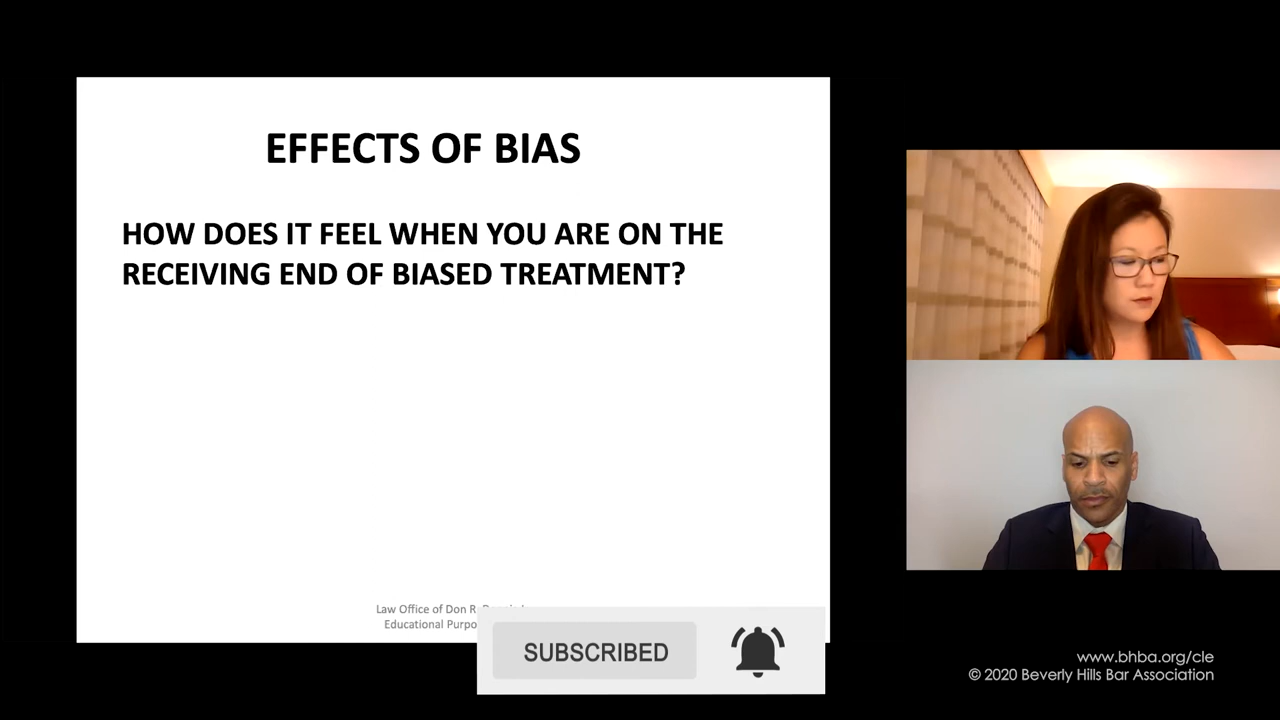 EFFECTS OF BIAS
HOW DOES IT FEEL WHEN YOU ARE ON THE
RECEIVING END OF BIASED TREATMENT?
Law Office of Don R.
Educational
SUBSCRIBED
www.bhba.org/cle
© 2020 Beverly Hills Bar Association